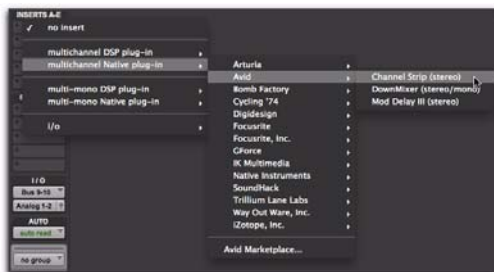 INSERTS A-E
✓ no insert
multichannel DSP plug-in
multichannel Native plug-in
multi-mono DSP plug-in
multi-mono Native plug-in
i/o
Arturia
Avid
Bomb Factory
Cycling '74
Digidesign
Focusrite
Focusrite, Inc.
GForce
IK Multimedia
Native Instruments
SoundHack
Trillium Lane Labs
Way Out Ware, Inc.
iZotope, Inc.
Avid Marketplace...
Channel Strip (stereo)
DownMixer (stereo/mono)
Mod Delay III (stereo)
I/O
Bus 9-10
Analog 1-2
AUTO
auto read
no group